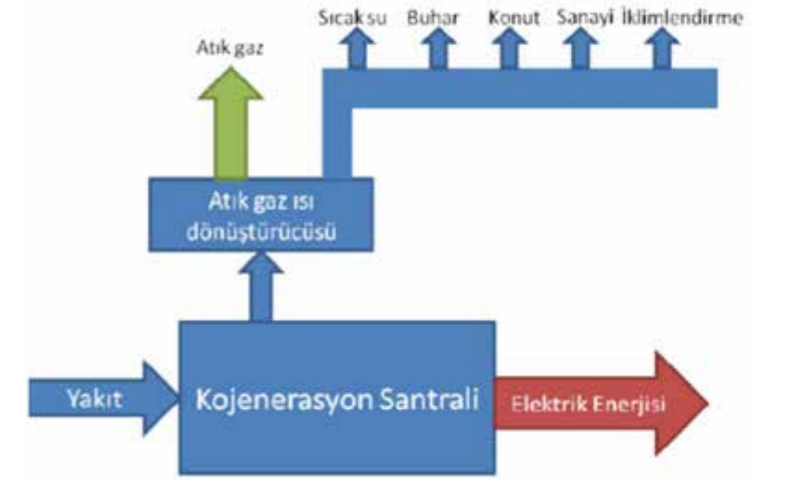 Sıcak su Buhar Konut Sanayi İklimlendirme
Atık gaz
Atık gaz ısı
dönüştürücüsü
Yakıt
Kojenerasyon Santrali
Elektrik Enerjisi